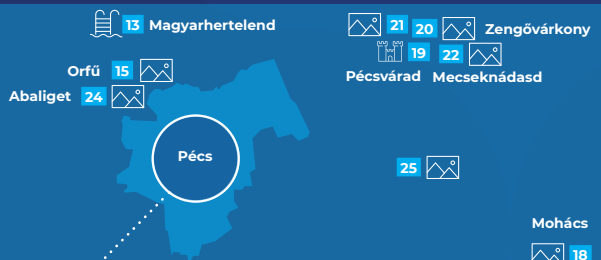 13 Magyarhertelend
21 20 Zengővárkony
19 22
Pécsvárad Mecseknádasd
Orfű 15
Abaliget 24
Pécs
25
Mohács
18